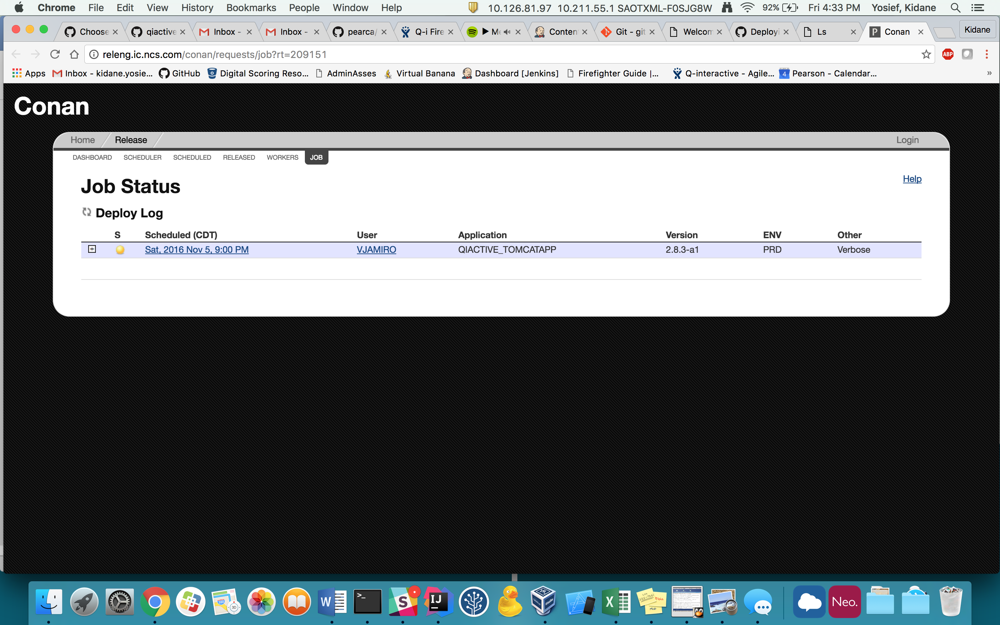 Chrome File Edit View History Bookmarks People Window Help 10.126.81.97 10.211.55.1 SAOTXML-F0SJG8W 92% Fri 4:33 PM Yosief, Kidane
Choose qiactive Inbox - Inbox - pearca/ Q-i Fire Conten Git - git Welcom Deployi Ls Conan Kidane
releng.ic.ncs.com/conan/requests/job?rt=209151 ABP
Apps Inbox - kidane.yosie... GitHub Digital Scoring Reso... AdminAsses Virtual Banana Dashboard [Jenkins] Firefighter Guide |... Q-interactive - Agile... 4 Pearson - Calendar... »
Conan
Home Release Login
DASHBOARD SCHEDULER SCHEDULED RELEASED WORKERS JOB
Job Status Help
Deploy Log
S Scheduled (CDT) User Application Version ENV Other
Sat, 2016 Nov 5, 9:00 PM VJAMIRO QIACTIVE_TOMCATAPP 2.8.3-a1 PRD Verbose
W >_ S IJ X Neo.